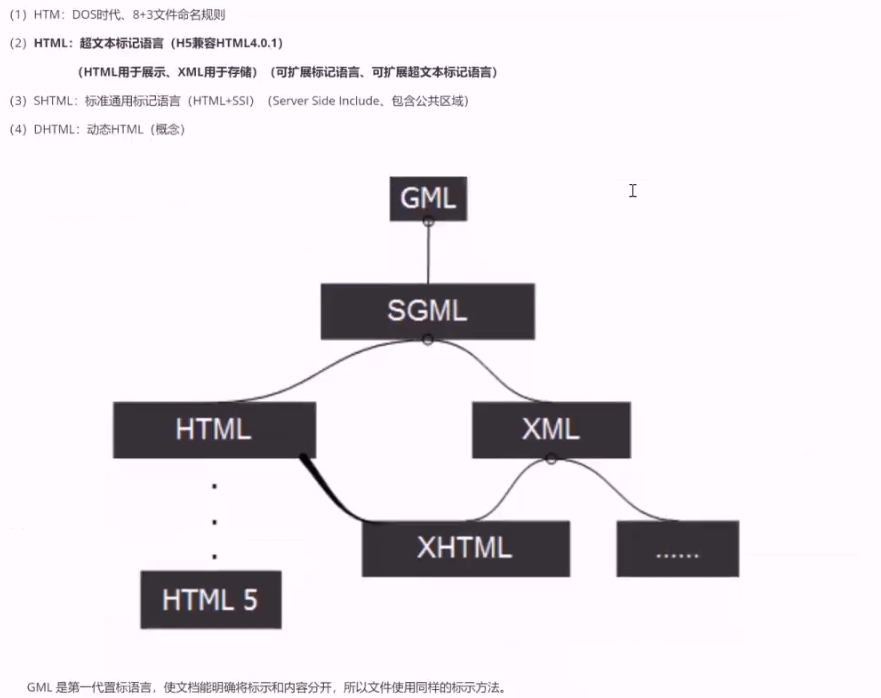 (1) HTM：DOS时代、8+3文件命名规则
(2) HTML：超文本标记语言（H5兼容HTML4.0.1）
（HTML用于展示、XML用于存储）（可扩展标记语言、可扩展超文本标记语言）
(3) SHTML：标准通用标记语言（HTML+SSI）（Server Side Include、包含公共区域）
(4) DHTML：动态HTML（概念）
GML
SGML
HTML
XML
XHTML
......
HTML 5
GML 是第一代置标语言，使文档能明确将标示和内容分开，所以文件使用同样的标示方法。